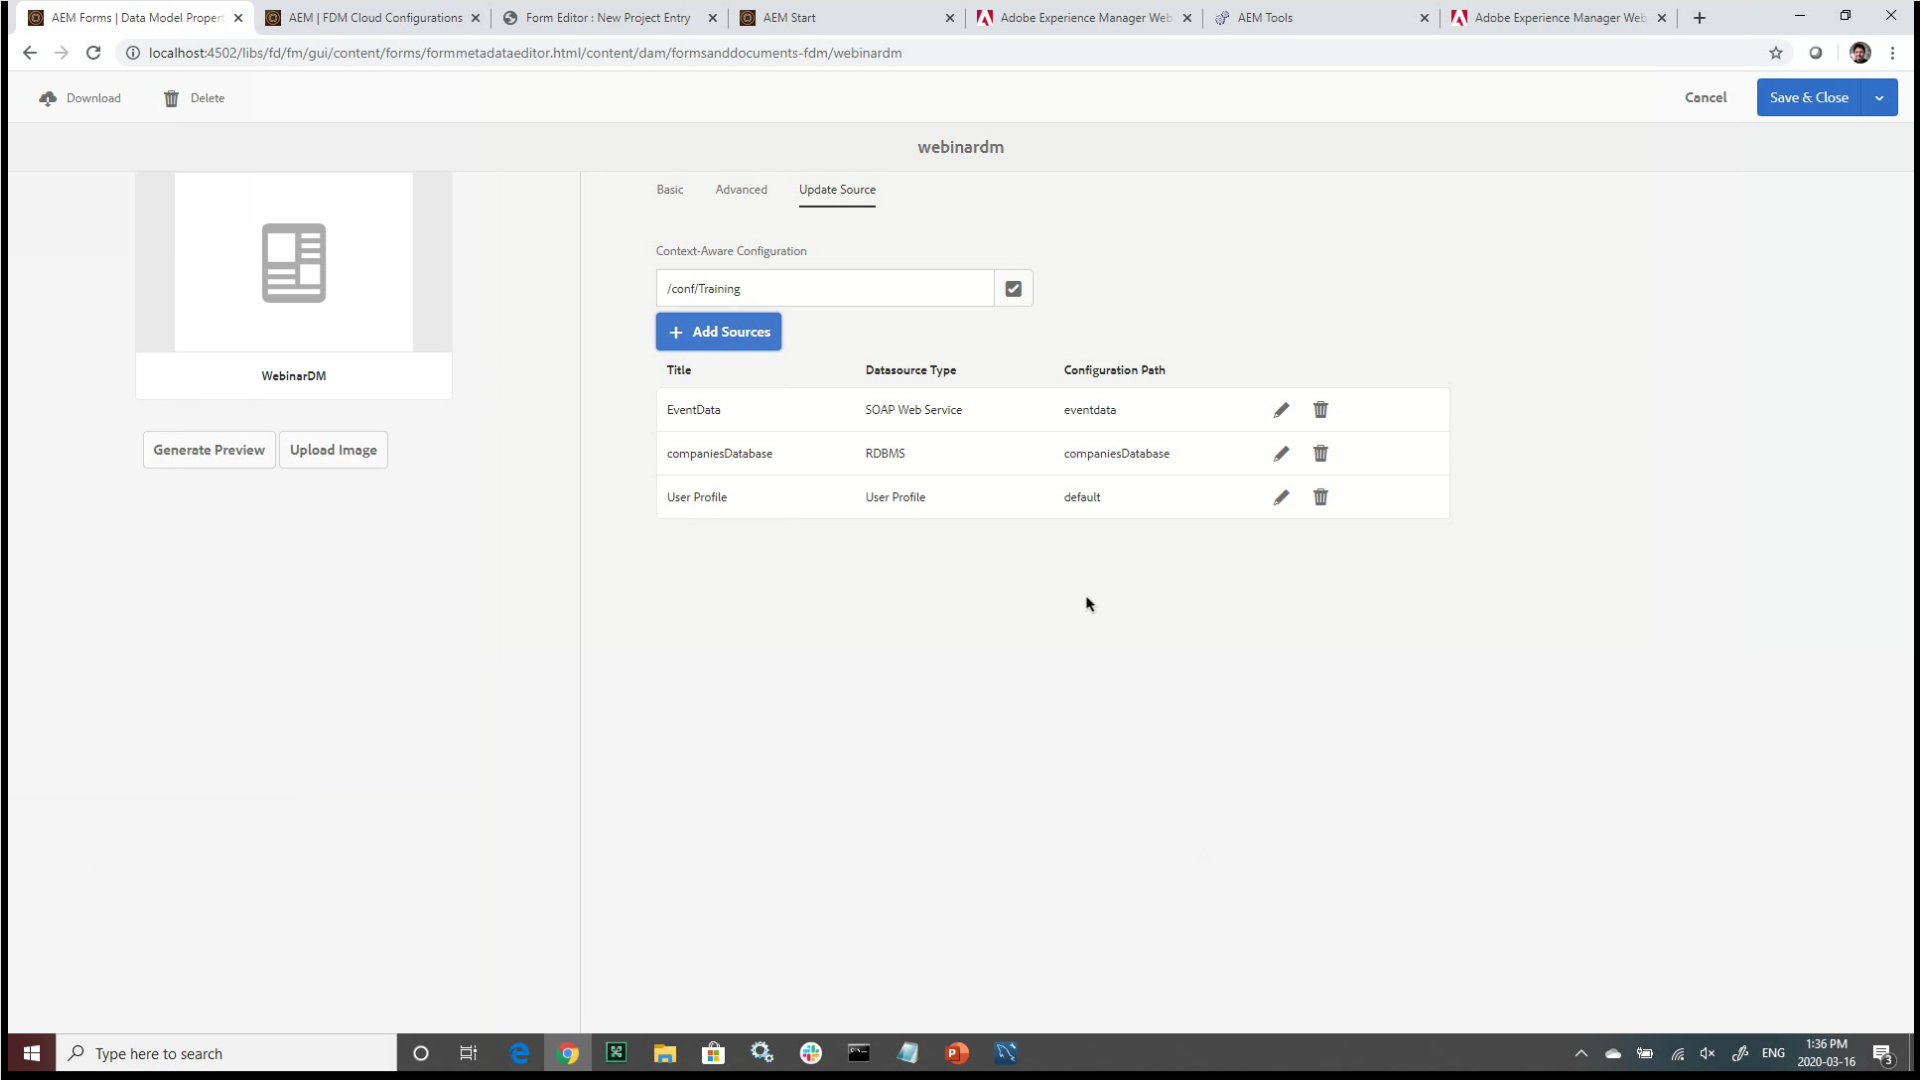 AEM Forms | Data Model Propert
AEM | FDM Cloud Configurations
Form Editor : New Project Entry
AEM Start
Adobe Experience Manager Web
AEM Tools
Adobe Experience Manager Web
localhost:4502/libs/fd/fm/gui/content/forms/formmetadataeditor.html/content/dam/formsanddocuments-fdm/webinardm
Download
Delete
Cancel
Save & Close
webinardm
Basic
Advanced
Update Source
Context-Aware Configuration
/conf/Training
+ Add Sources
WebinarDM
Generate Preview
Upload Image
Title Datasource Type Configuration Path
EventData SOAP Web Service eventdata
companiesDatabase RDBMS companiesDatabase
User Profile User Profile default
Type here to search
ENG
1:36 PM
2020-03-16
3